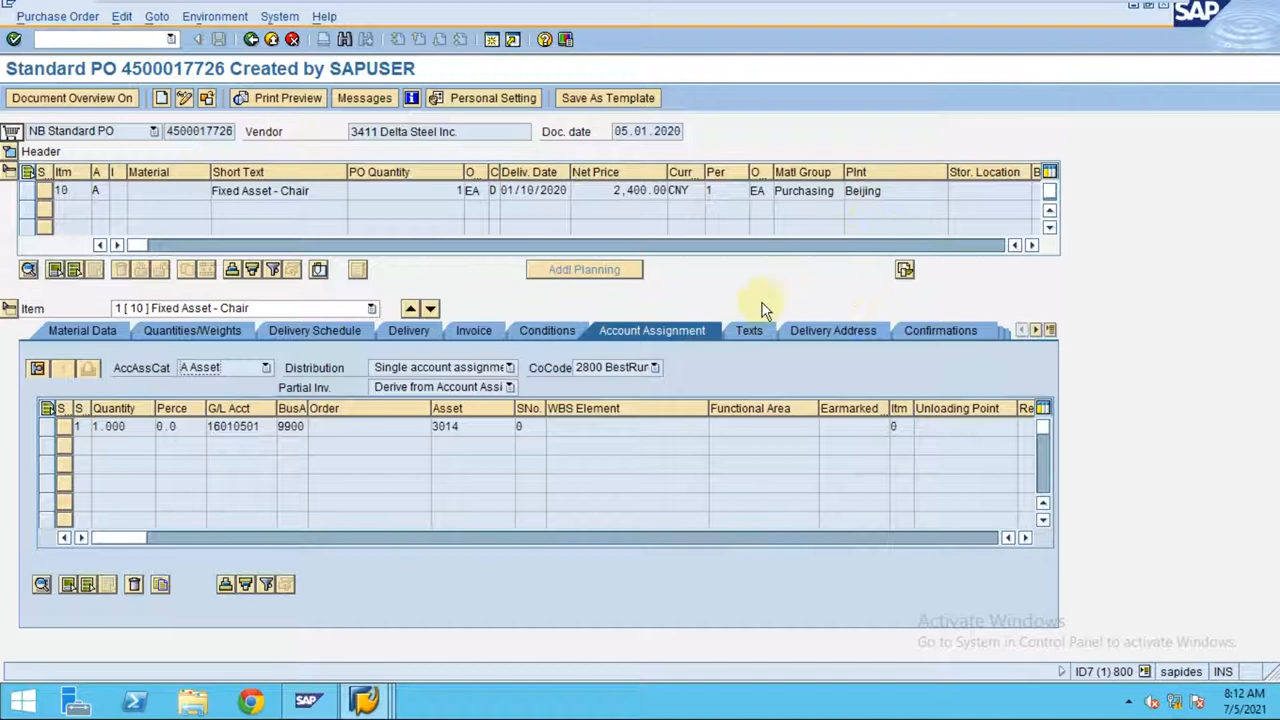 Purchase Order Edit Goto Environment System Help
SAP
Standard PO 4500017726 Created by SAPUSER
Document Overview On Print Preview Messages Personal Setting Save As Template
NB Standard PO 4500017726 Vendor 3411 Delta Steel Inc. Doc. date 05.01.2020
Header
S... Itm A I Material Short Text PO Quantity O... C Deliv. Date Net Price Curr... Per O... Matl Group Plnt Stor. Location B
10 A Fixed Asset - Chair 1 EA D 01/10/2020 2,400.00 CNY 1 EA Purchasing Beijing
Addl Planning
Item 1 [ 10 ] Fixed Asset - Chair
Material Data Quantities/Weights Delivery Schedule Delivery Invoice Conditions Account Assignment Texts Delivery Address Confirmations
AccAssCat A Asset Distribution Single account assignme CoCode 2800 BestRur
Partial Inv. Derive from Account Assi
S... S Quantity Perce G/L Acct BusA Order Asset SNo. WBS Element Functional Area Earmarked ... Itm Unloading Point Re
1 1.000 0.0 16010501 9900 3014 0 0
Activate Windows
Go to System in Control Panel to activate Windows.
ID7 (1) 800 sapides INS
SAP
8:12 AM
7/5/2021